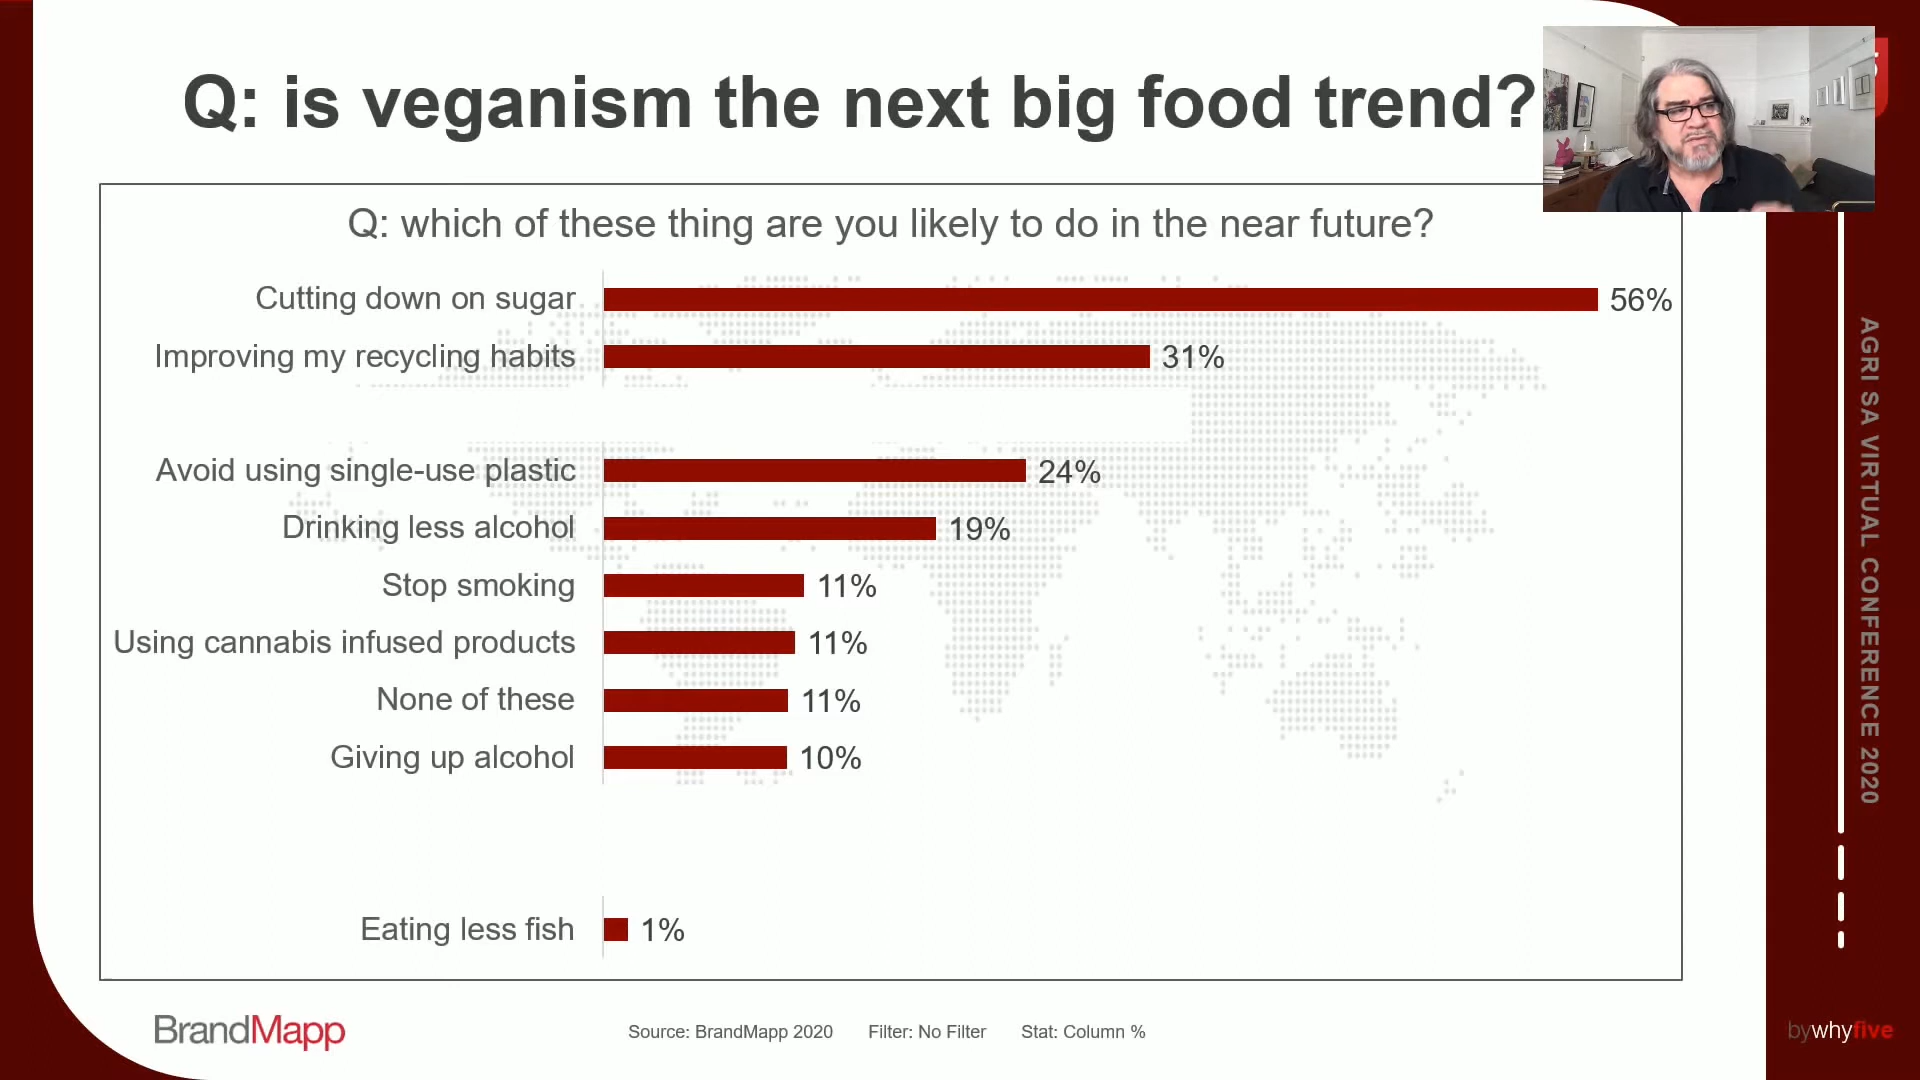 Q: is veganism the next big food trend?
Q: which of these thing are you likely to do in the near future?
Cutting down on sugar 56%
Improving my recycling habits 31%
Avoid using single-use plastic 24%
Drinking less alcohol 19%
Stop smoking 11%
Using cannabis infused products 11%
None of these 11%
Giving up alcohol 10%
Eating less fish 1%
BrandMapp
Source: BrandMapp 2020 Filter: No Filter Stat: Column %
AGRI SA VIRTUAL CONFERENCE 2020
bywhyfive